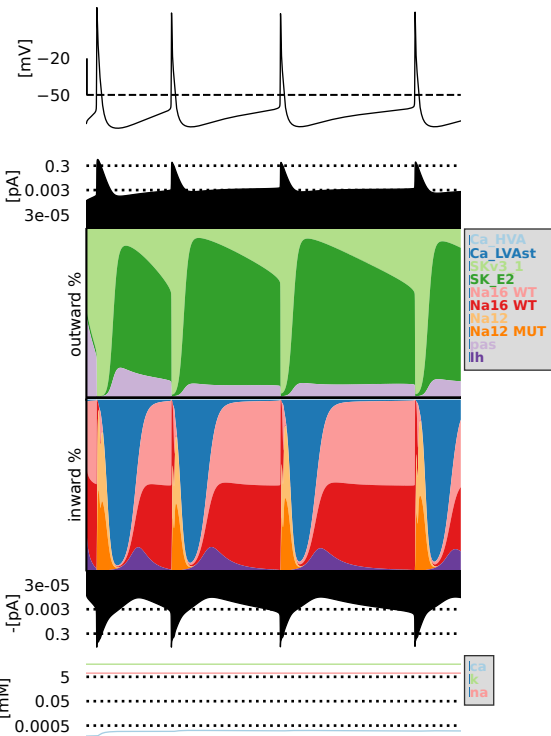 [mV]
−20
−50
[pA]
0.3
0.003
3e-05
outward %
Ca_HVA
Ca_LVAst
SKv3_1
SK_E2
Na16 WT
Na16 WT
Na12
Na12 MUT
pas
Ih
inward %
-[pA]
3e-05
0.003
0.3
[mM]
5
0.05
0.0005
ca
k
na